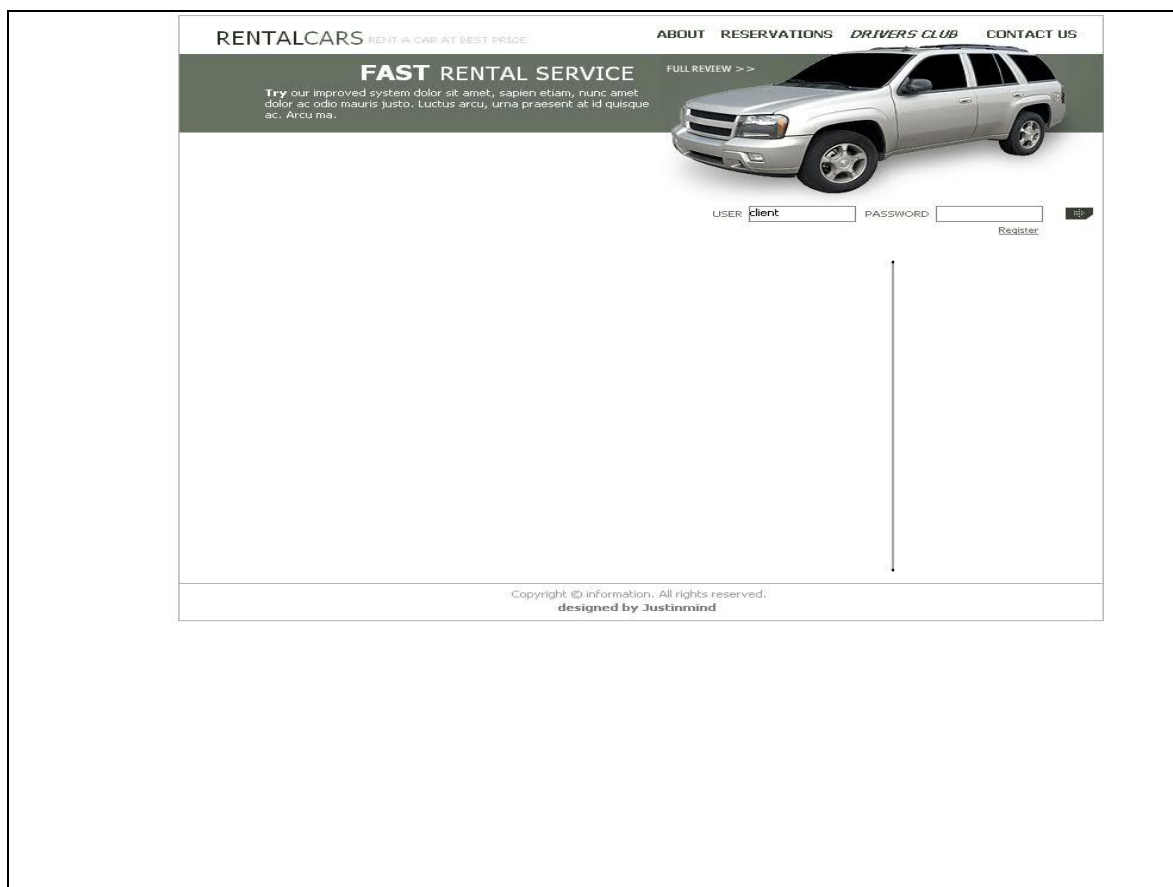 RENTALCARS RENT A CAR AT BEST PRICE
ABOUT RESERVATIONS DRIVERS CLUB CONTACT US
FAST RENTAL SERVICE
Try our improved system dolor sit amet, sapien etiam, nunc amet
dolor ac odio mauris justo. Luctus arcu, urna praesent at id quisque
ac. Arcu ma.
FULL REVIEW >>
USER client PASSWORD
Register
Copyright © information. All rights reserved.
designed by Justinmind